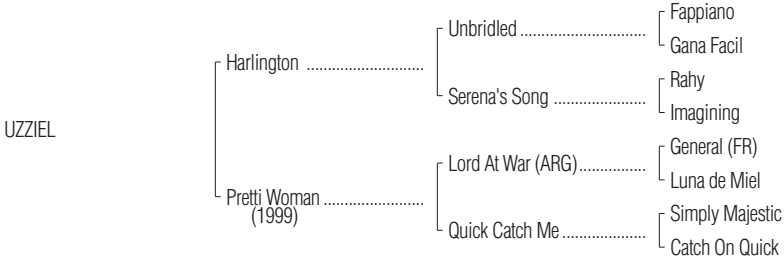 Fappiano
Unbridled ..............................
Gana Facil
Harlington ............................
Rahy
Serena's Song ......................
Imagining
UZZIEL
General (FR)
Lord At War (ARG)................
Luna de Miel
Pretti Woman ........................
(1999)
Simply Majestic
Quick Catch Me ....................
Catch On Quick